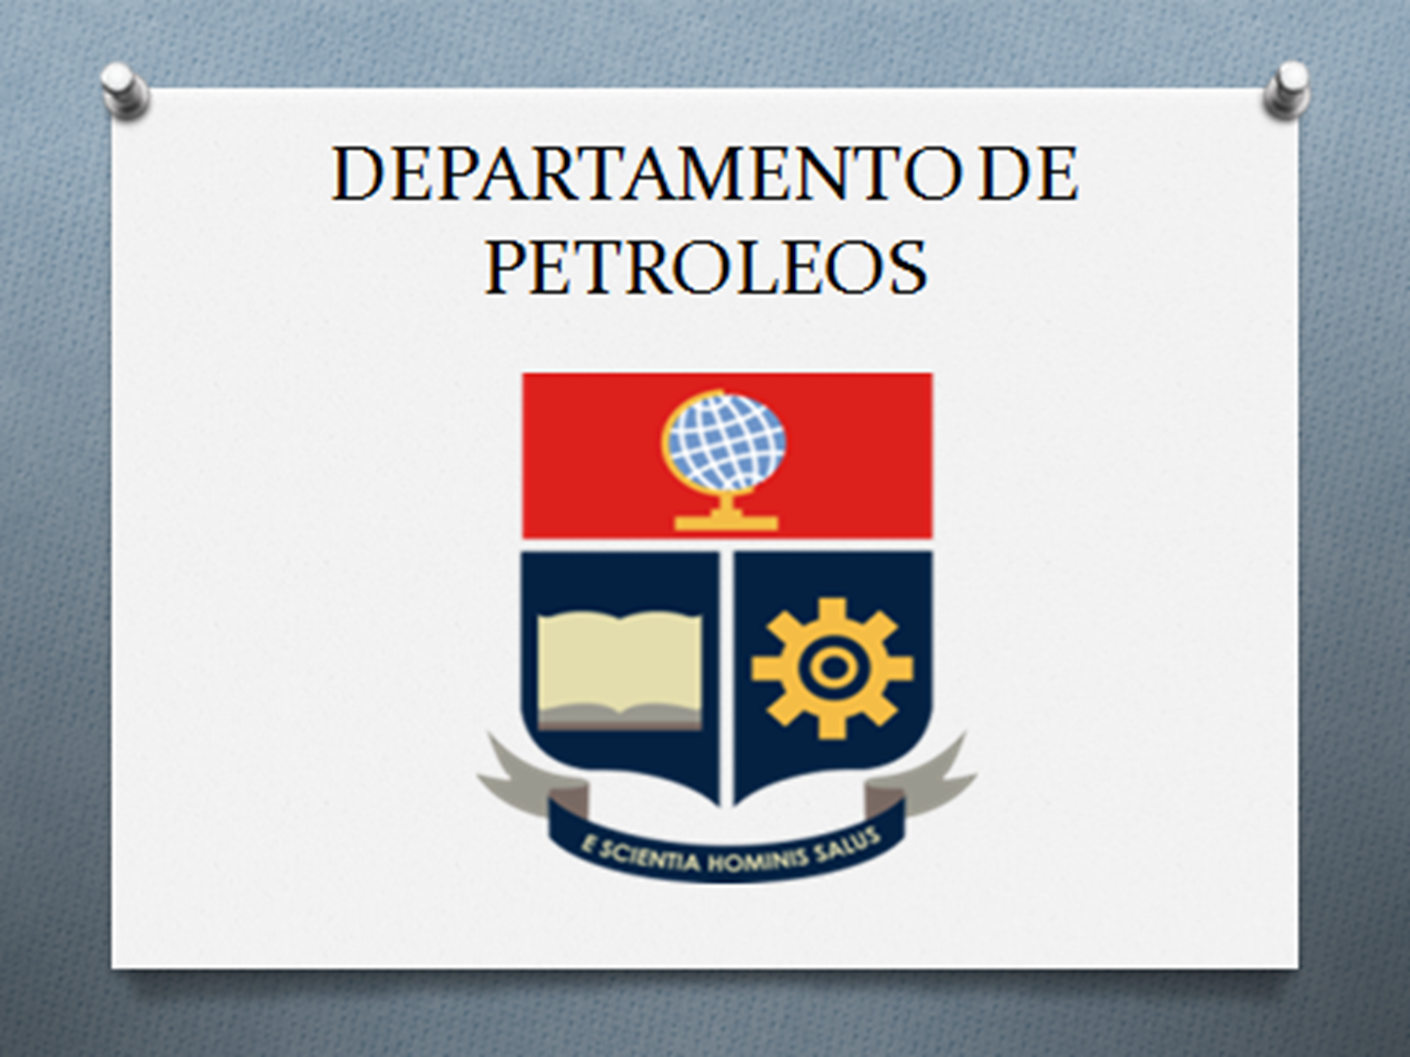 DEPARTAMENTO DE
PETROLEOS
E SCIENTIA HOMINIS SALUS